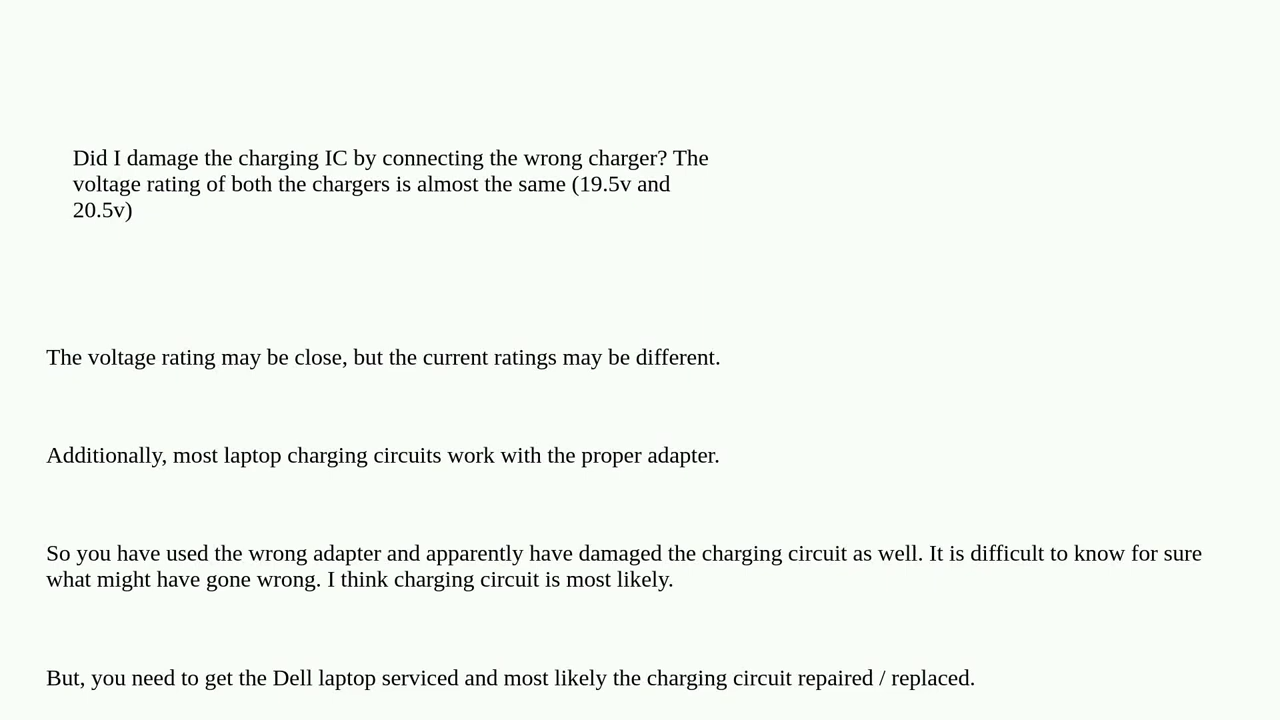 Did I damage the charging IC by connecting the wrong charger? The
voltage rating of both the chargers is almost the same (19.5v and
20.5v)
The voltage rating may be close, but the current ratings may be different.
Additionally, most laptop charging circuits work with the proper adapter.
So you have used the wrong adapter and apparently have damaged the charging circuit as well. It is difficult to know for sure
what might have gone wrong. I think charging circuit is most likely.
But, you need to get the Dell laptop serviced and most likely the charging circuit repaired / replaced.